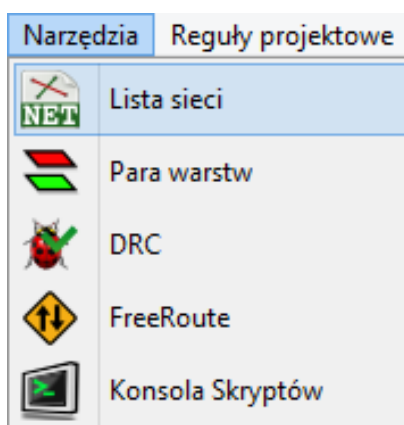 Narzędzia Reguły projektowe
NET Lista sieci
Para warstw
DRC
FreeRoute
Konsola Skryptów